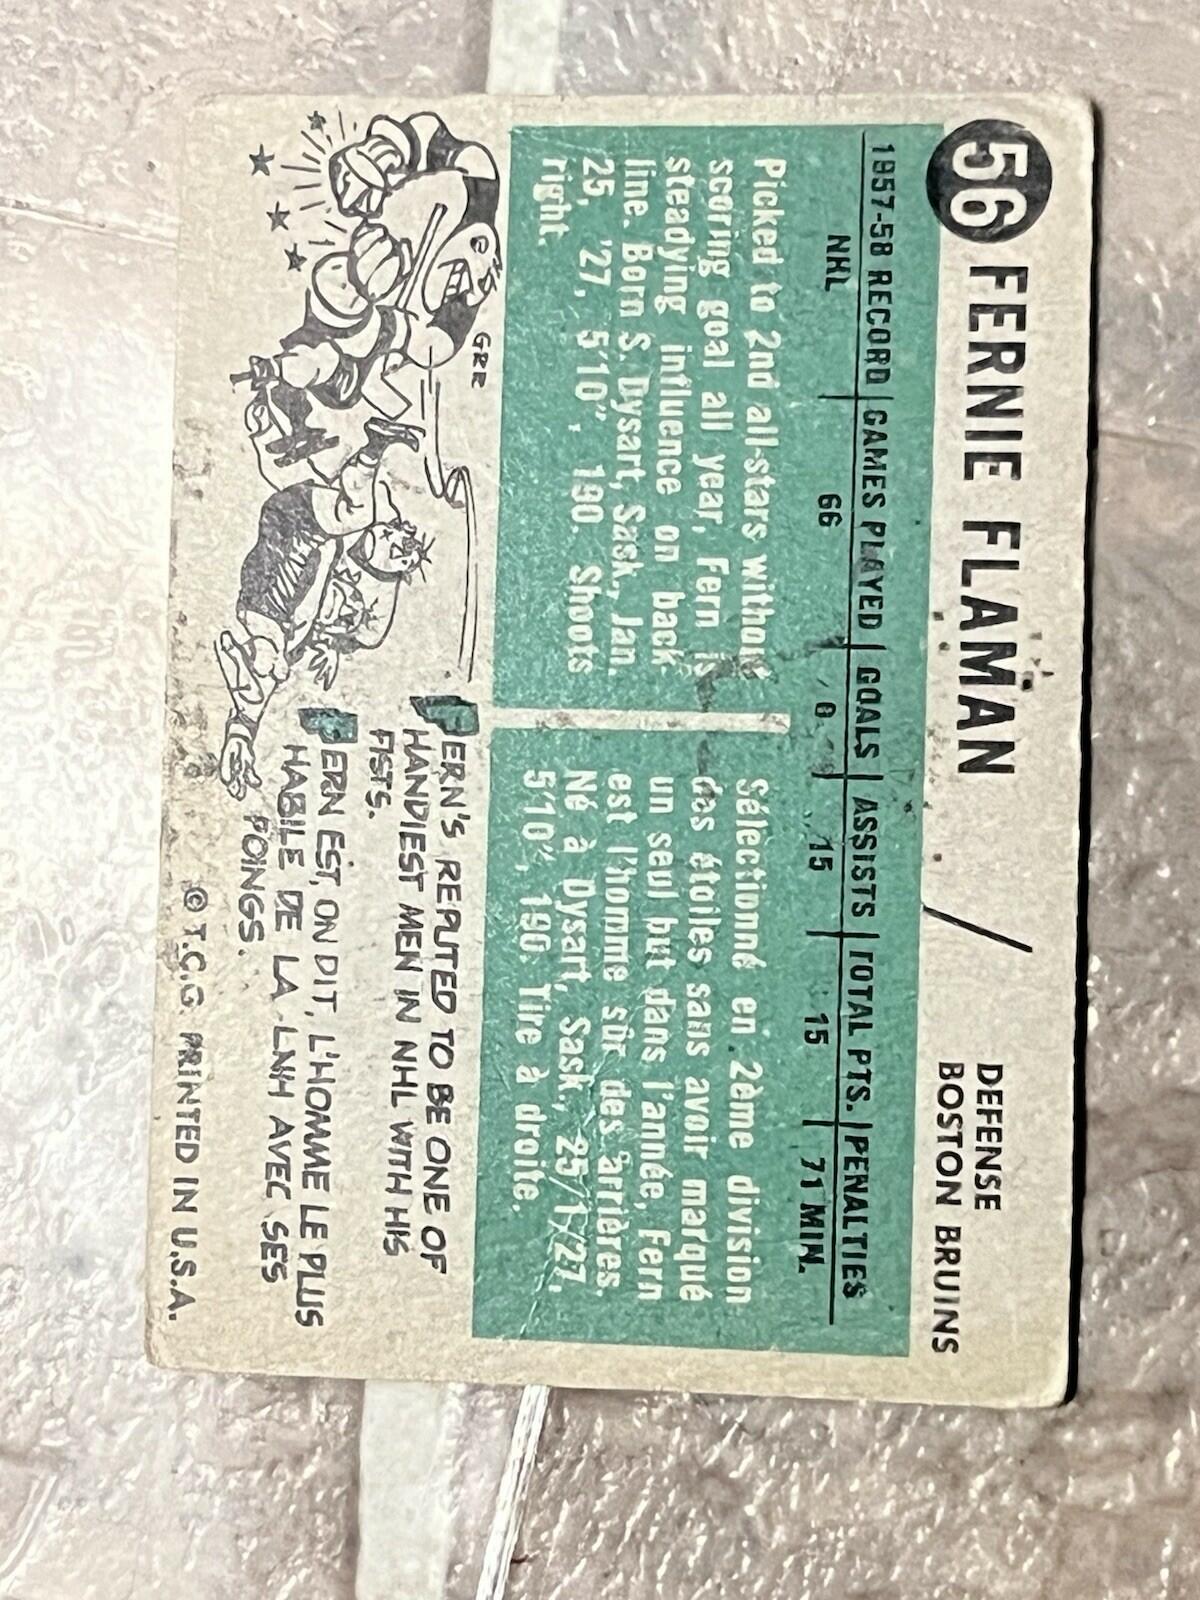 56 FERNIE FLAMAN / DEFENSE
BOSTON BRUINS
1957-58 RECORD GAMES PLAYED GOALS ASSISTS TOTAL PTS. PENALTIES
NHL 66 0 15 15 71 MIN.
Picked to 2nd all-stars without
scoring goal all year, Fern is
steadying influence on back
line. Born S. Dysart, Sask., Jan.
25, '27, 5'10", 190. Shoots
right.
Sélectionné en 2ème division
des étoiles sans avoir marqué
un seul but dans l'année, Fern
est l'homme sûr des arrières.
Né à Dysart, Sask., 25/1/27,
5'10", 190. Tire à droite.
GRR
FERN'S REPUTED TO BE ONE OF
HANDIEST MEN IN NHL WITH HIS
FISTS.
FERN EST, ON DIT, L'HOMME LE PLUS
HABILE DE LA LNH AVEC SES
POINGS.
© T.C.G. PRINTED IN U.S.A.